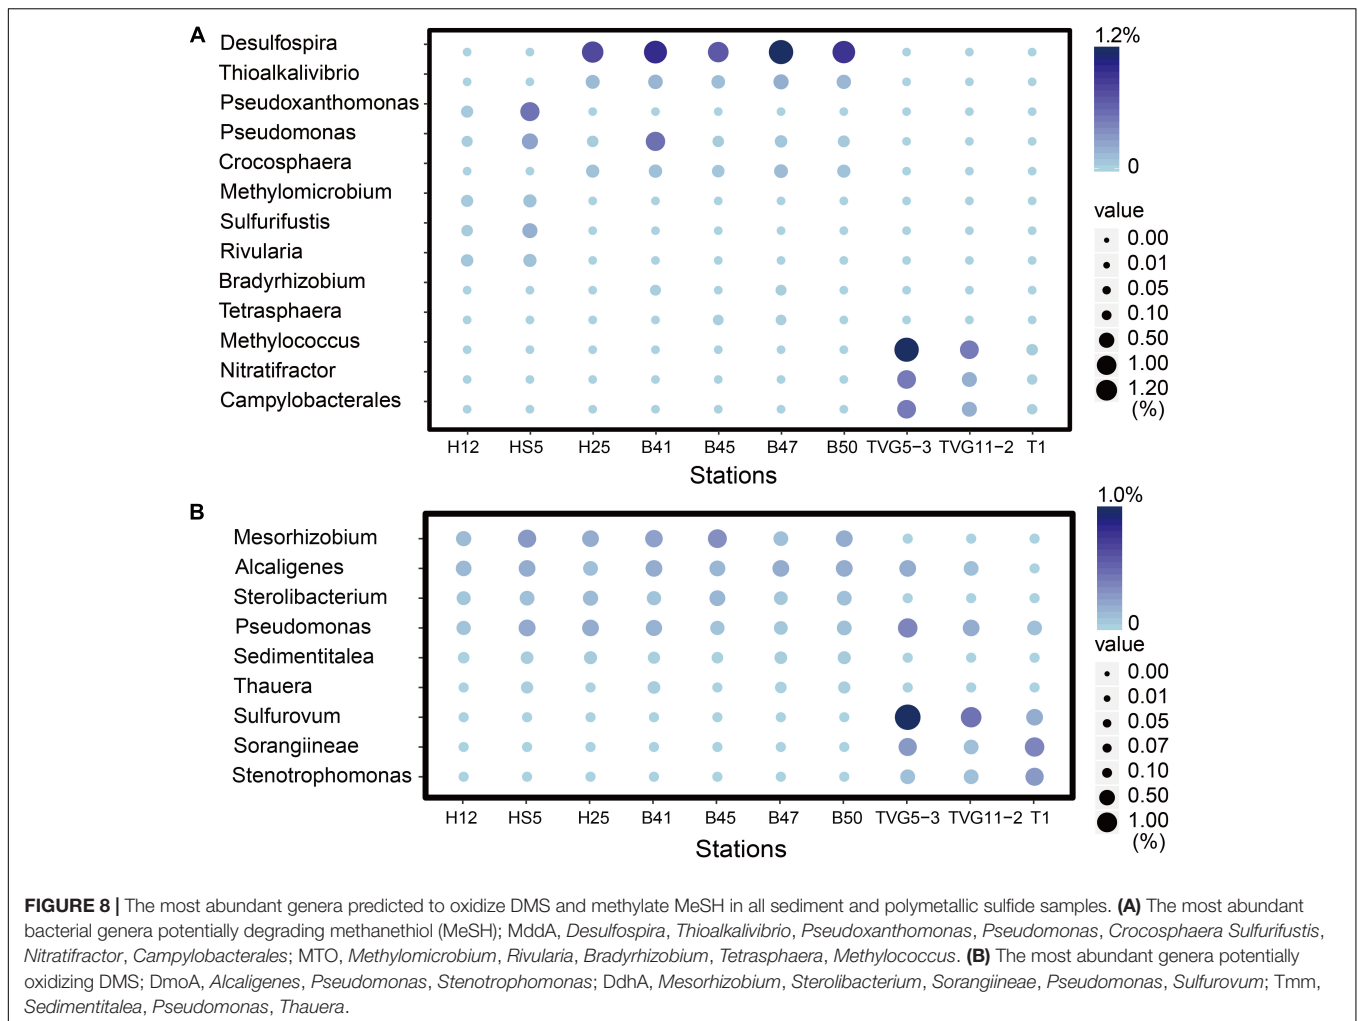 A
Desulfospira
Thioalkalivibrio
Pseudoxanthomonas
Pseudomonas
Crocosphaera
Methylomicrobium
Sulfurifustis
Rivularia
Bradyrhizobium
Tetrasphaera
Methylococcus
Nitratifractor
Campylobacterales
H12 HS5 H25 B41 B45 B47 B50 TVG5−3 TVG11−2 T1
Stations
1.2%
0
value
0.00
0.01
0.05
0.10
0.50
1.00
1.20
(%)
B
Mesorhizobium
Alcaligenes
Sterolibacterium
Pseudomonas
Sedimentitalea
Thauera
Sulfurovum
Sorangiineae
Stenotrophomonas
H12 HS5 H25 B41 B45 B47 B50 TVG5−3 TVG11−2 T1
Stations
1.0%
0
value
0.00
0.01
0.05
0.07
0.10
0.50
1.00
(%)
FIGURE 8 | The most abundant genera predicted to oxidize DMS and methylate MeSH in all sediment and polymetallic sulfide samples. (A) The most abundant
bacterial genera potentially degrading methanethiol (MeSH); MddA, Desulfospira, Thioalkalivibrio, Pseudoxanthomonas, Pseudomonas, Crocosphaera Sulfurifustis,
Nitratifractor, Campylobacterales; MTO, Methylomicrobium, Rivularia, Bradyrhizobium, Tetrasphaera, Methylococcus. (B) The most abundant genera potentially
oxidizing DMS; DmoA, Alcaligenes, Pseudomonas, Stenotrophomonas; DdhA, Mesorhizobium, Sterolibacterium, Sorangiineae, Pseudomonas, Sulfurovum; Tmm,
Sedimentitalea, Pseudomonas, Thauera.